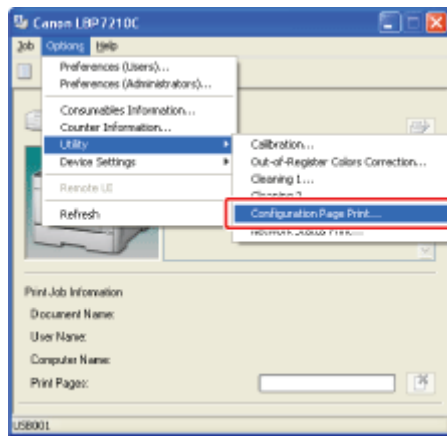 Canon LBP7210C
Job Options Help
Preferences (Users)...
Preferences (Administrators)...
Consumables Information...
Counter Information...
Utility
Device Settings
Remote UI
Refresh
Calibration...
Out-of-Register Colors Correction...
Cleaning 1...
Cleaning 2...
Configuration Page Print...
Network Status Print...
Print Job Information
Document Name:
User Name:
Computer Name:
Print Pages:
USB001